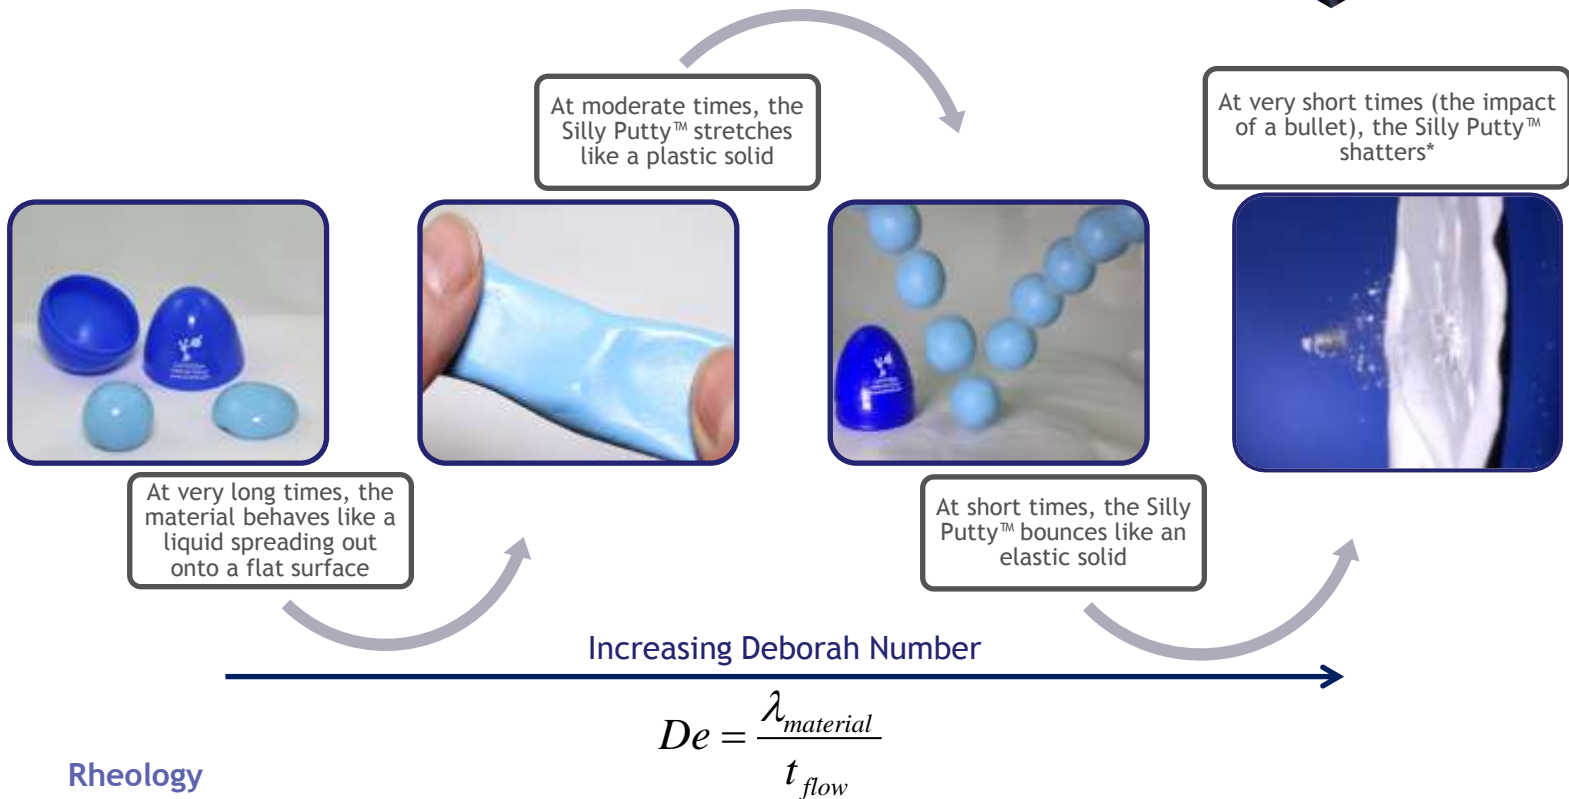 At moderate times, the
Silly Putty™ stretches
like a plastic solid
At very short times (the impact
of a bullet), the Silly Putty™
shatters*
At very long times, the
material behaves like a
liquid spreading out
onto a flat surface
At short times, the Silly
Putty™ bounces like an
elastic solid
Increasing Deborah Number
De = λmaterial / tflow
Rheology